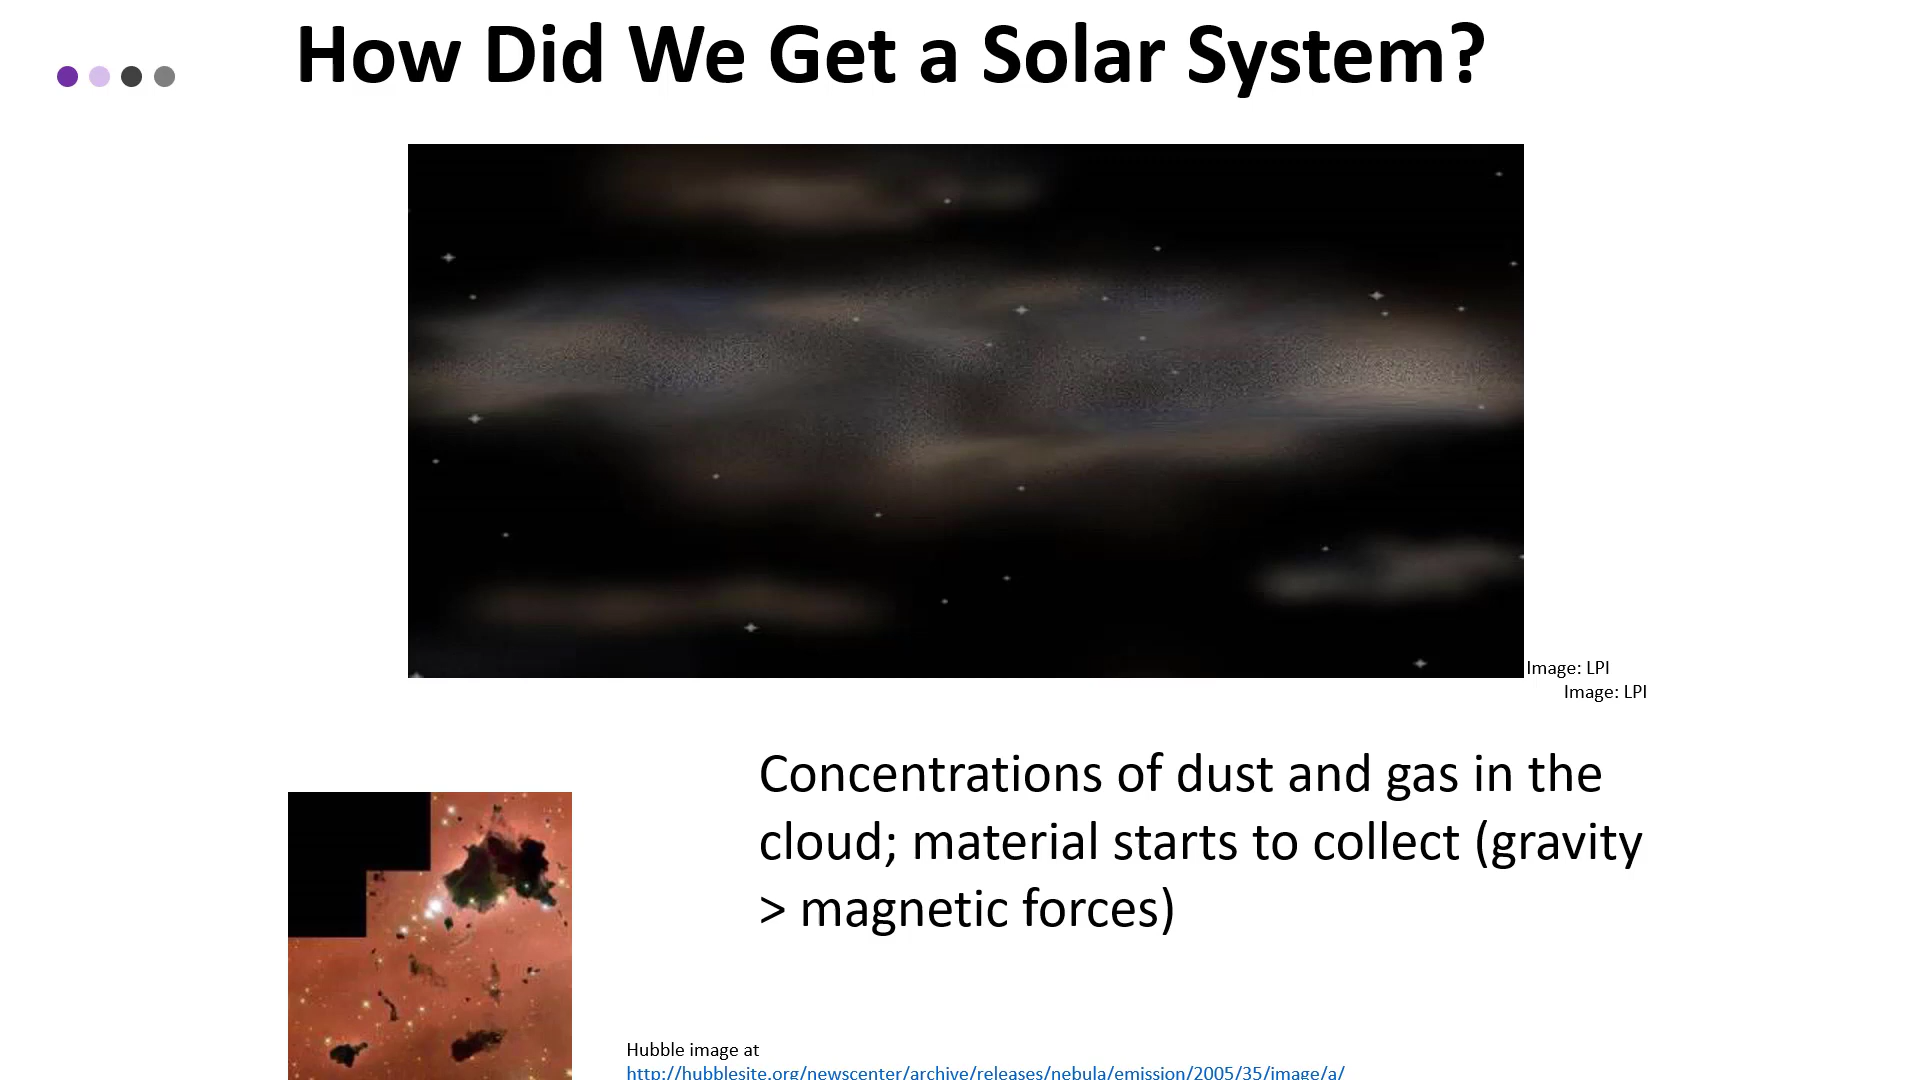 How Did We Get a Solar System?
Image: LPI
Image: LPI
Concentrations of dust and gas in the
cloud; material starts to collect (gravity
> magnetic forces)
Hubble image at
http://hubblesite.org/newscenter/archive/releases/nebula/emission/2005/35/image/a/